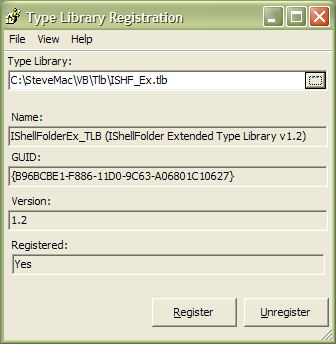 Type Library Registration
File View Help
Type Library:
C:\SteveMac\VB\Tlb\ISHF_Ex.tlb
Name:
IShellFolderEx_TLB (IShellFolder Extended Type Library v1.2)
GUID:
{B96BCBE1-F886-11D0-9C63-A06801C10627}
Version:
1.2
Registered:
Yes
Register Unregister